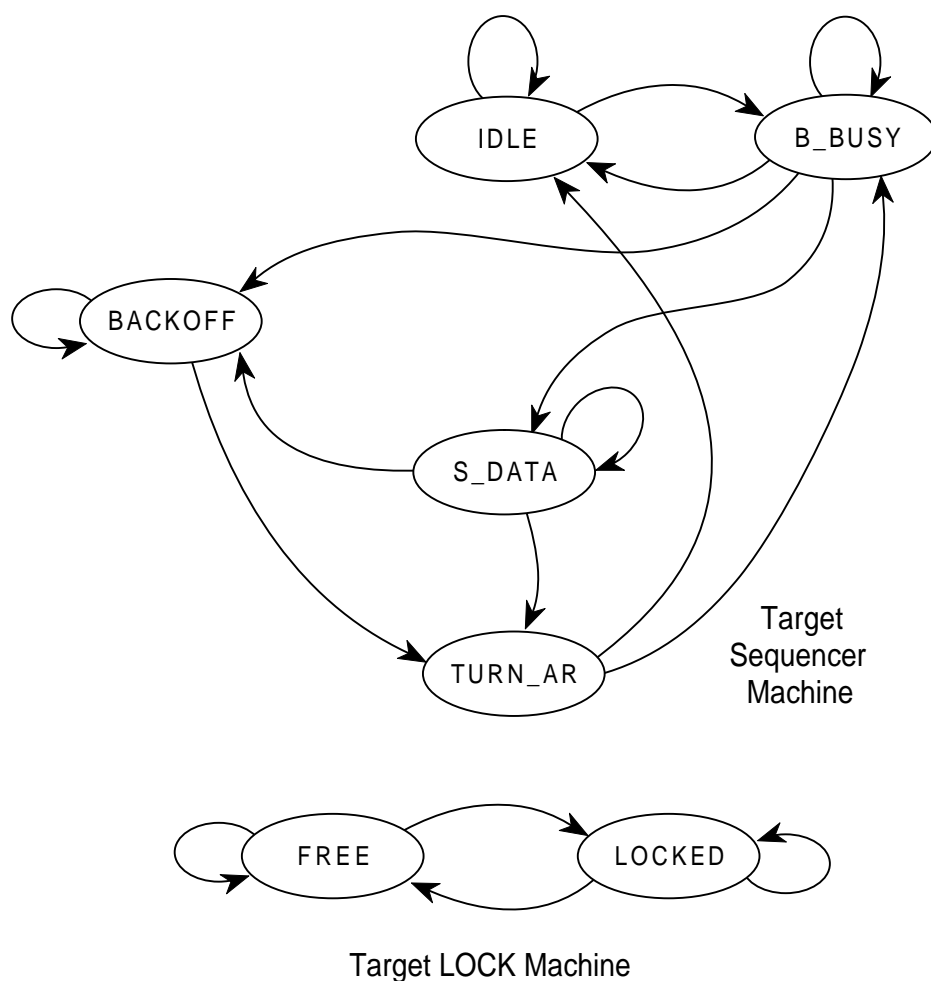 IDLE
B_BUSY
BACKOFF
S_DATA
TURN_AR
Target
Sequencer
Machine
FREE
LOCKED
Target LOCK Machine